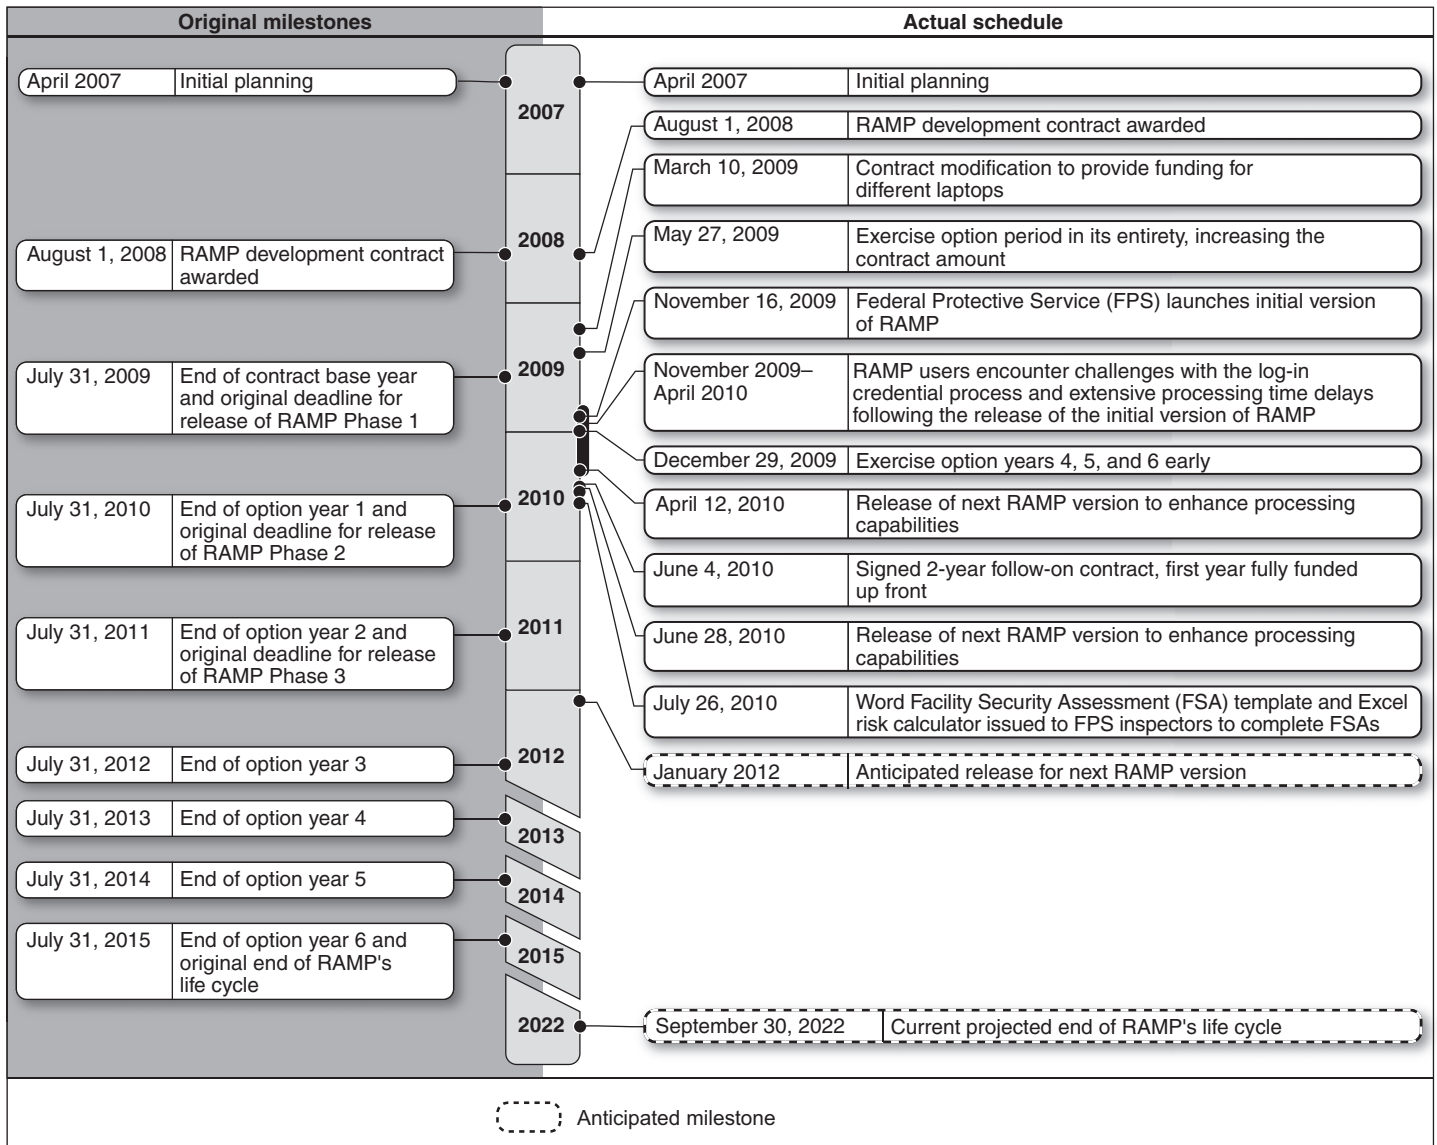 Original milestones
Actual schedule
April 2007 Initial planning
August 1, 2008 RAMP development contract
awarded
July 31, 2009 End of contract base year
and original deadline for
release of RAMP Phase 1
July 31, 2010 End of option year 1 and
original deadline for release
of RAMP Phase 2
July 31, 2011 End of option year 2 and
original deadline for release
of RAMP Phase 3
July 31, 2012 End of option year 3
July 31, 2013 End of option year 4
July 31, 2014 End of option year 5
July 31, 2015 End of option year 6 and
original end of RAMP's
life cycle
2007
2008
2009
2010
2011
2012
2013
2014
2015
2022
April 2007 Initial planning
August 1, 2008 RAMP development contract awarded
March 10, 2009 Contract modification to provide funding for
different laptops
May 27, 2009 Exercise option period in its entirety, increasing the
contract amount
November 16, 2009 Federal Protective Service (FPS) launches initial version
of RAMP
November 2009– RAMP users encounter challenges with the log-in
April 2010 credential process and extensive processing time delays
following the release of the initial version of RAMP
December 29, 2009 Exercise option years 4, 5, and 6 early
April 12, 2010 Release of next RAMP version to enhance processing
capabilities
June 4, 2010 Signed 2-year follow-on contract, first year fully funded
up front
June 28, 2010 Release of next RAMP version to enhance processing
capabilities
July 26, 2010 Word Facility Security Assessment (FSA) template and Excel
risk calculator issued to FPS inspectors to complete FSAs
January 2012 Anticipated release for next RAMP version
September 30, 2022 Current projected end of RAMP's life cycle
Anticipated milestone